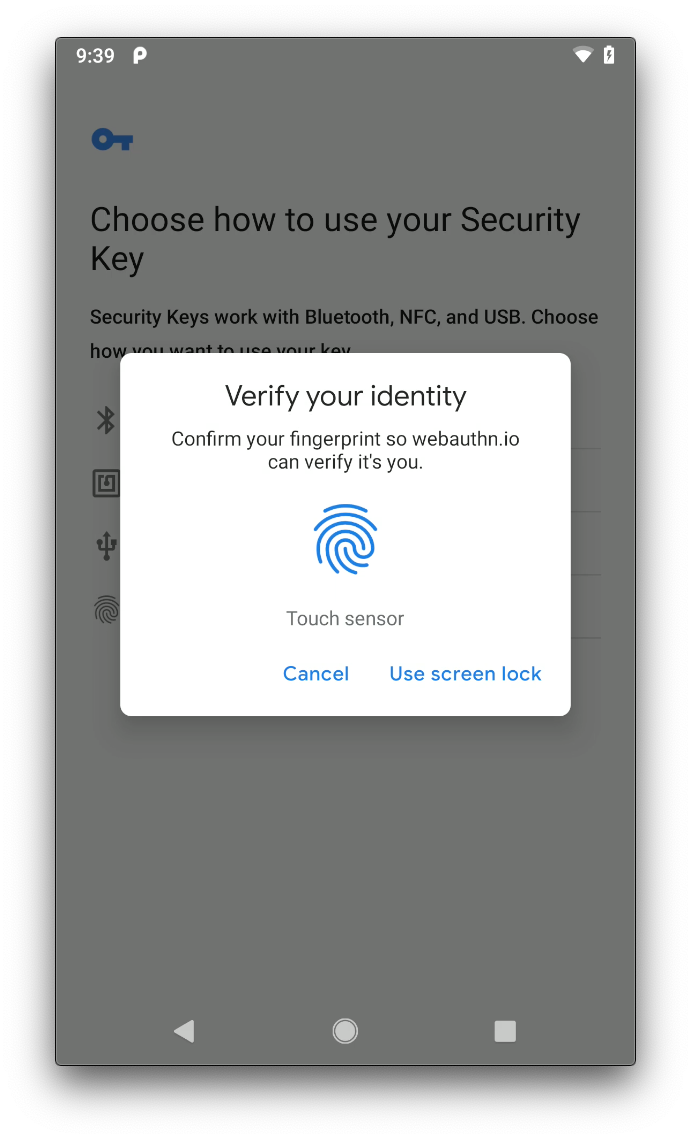 9:39
Choose how to use your Security
Key
Security Keys work with Bluetooth, NFC, and USB. Choose
how you want to use your key
Verify your identity
Confirm your fingerprint so webauthn.io
can verify it's you.
Touch sensor
Cancel
Use screen lock